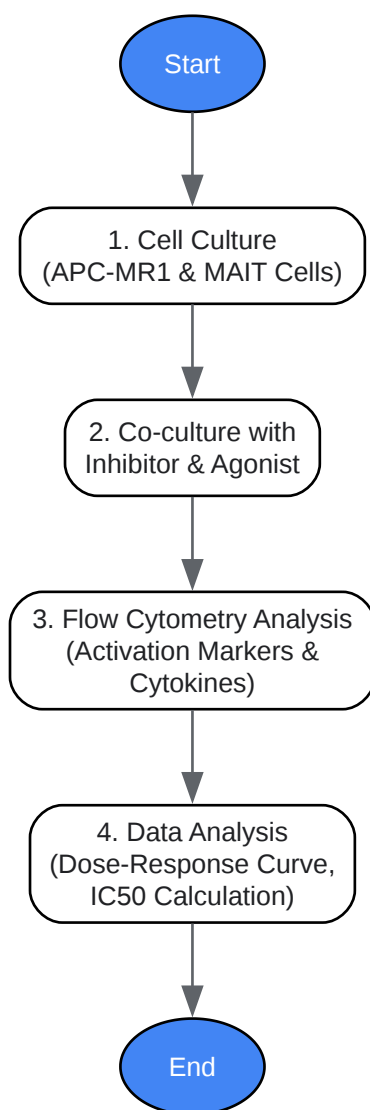 Start
1. Cell Culture
(APC-MR1 & MAIT Cells)
2. Co-culture with
Inhibitor & Agonist
3. Flow Cytometry Analysis
(Activation Markers &
Cytokines)
4. Data Analysis
(Dose-Response Curve,
IC50 Calculation)
End